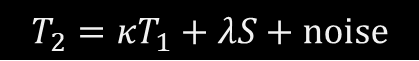 T₂ = κT₁ + λS + noise